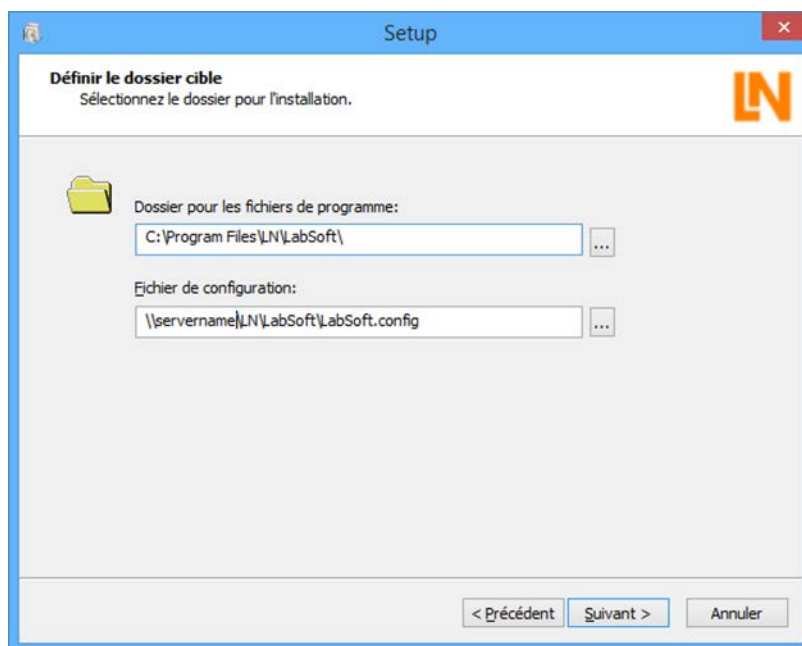 Setup
Définir le dossier cible
Sélectionnez le dossier pour l'installation.
LN
Dossier pour les fichiers de programme:
C:\Program Files\LN\LabSoft\
...
Fichier de configuration:
\\servername\LN\LabSoft\LabSoft.config
...
< Précédent
Suivant >
Annuler